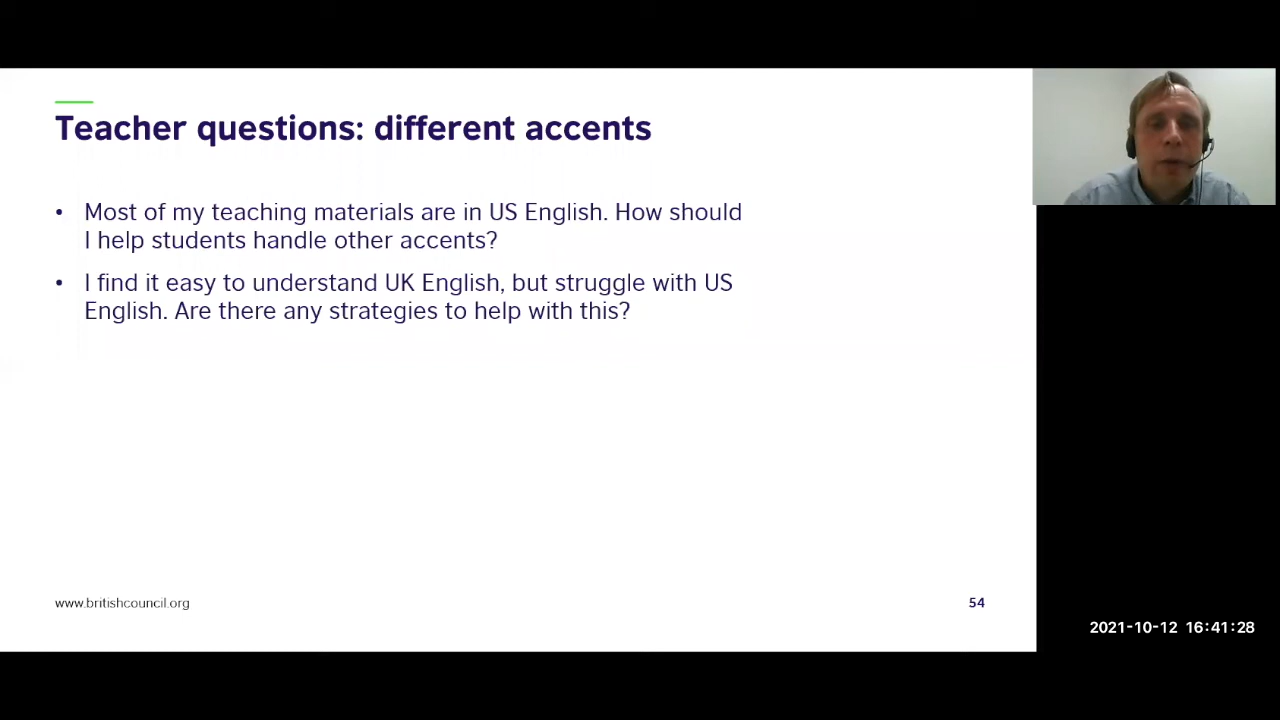 Teacher questions: different accents
• Most of my teaching materials are in US English. How should
I help students handle other accents?
• I find it easy to understand UK English, but struggle with US
English. Are there any strategies to help with this?
www.britishcouncil.org
54
2021-10-12 16:41:28